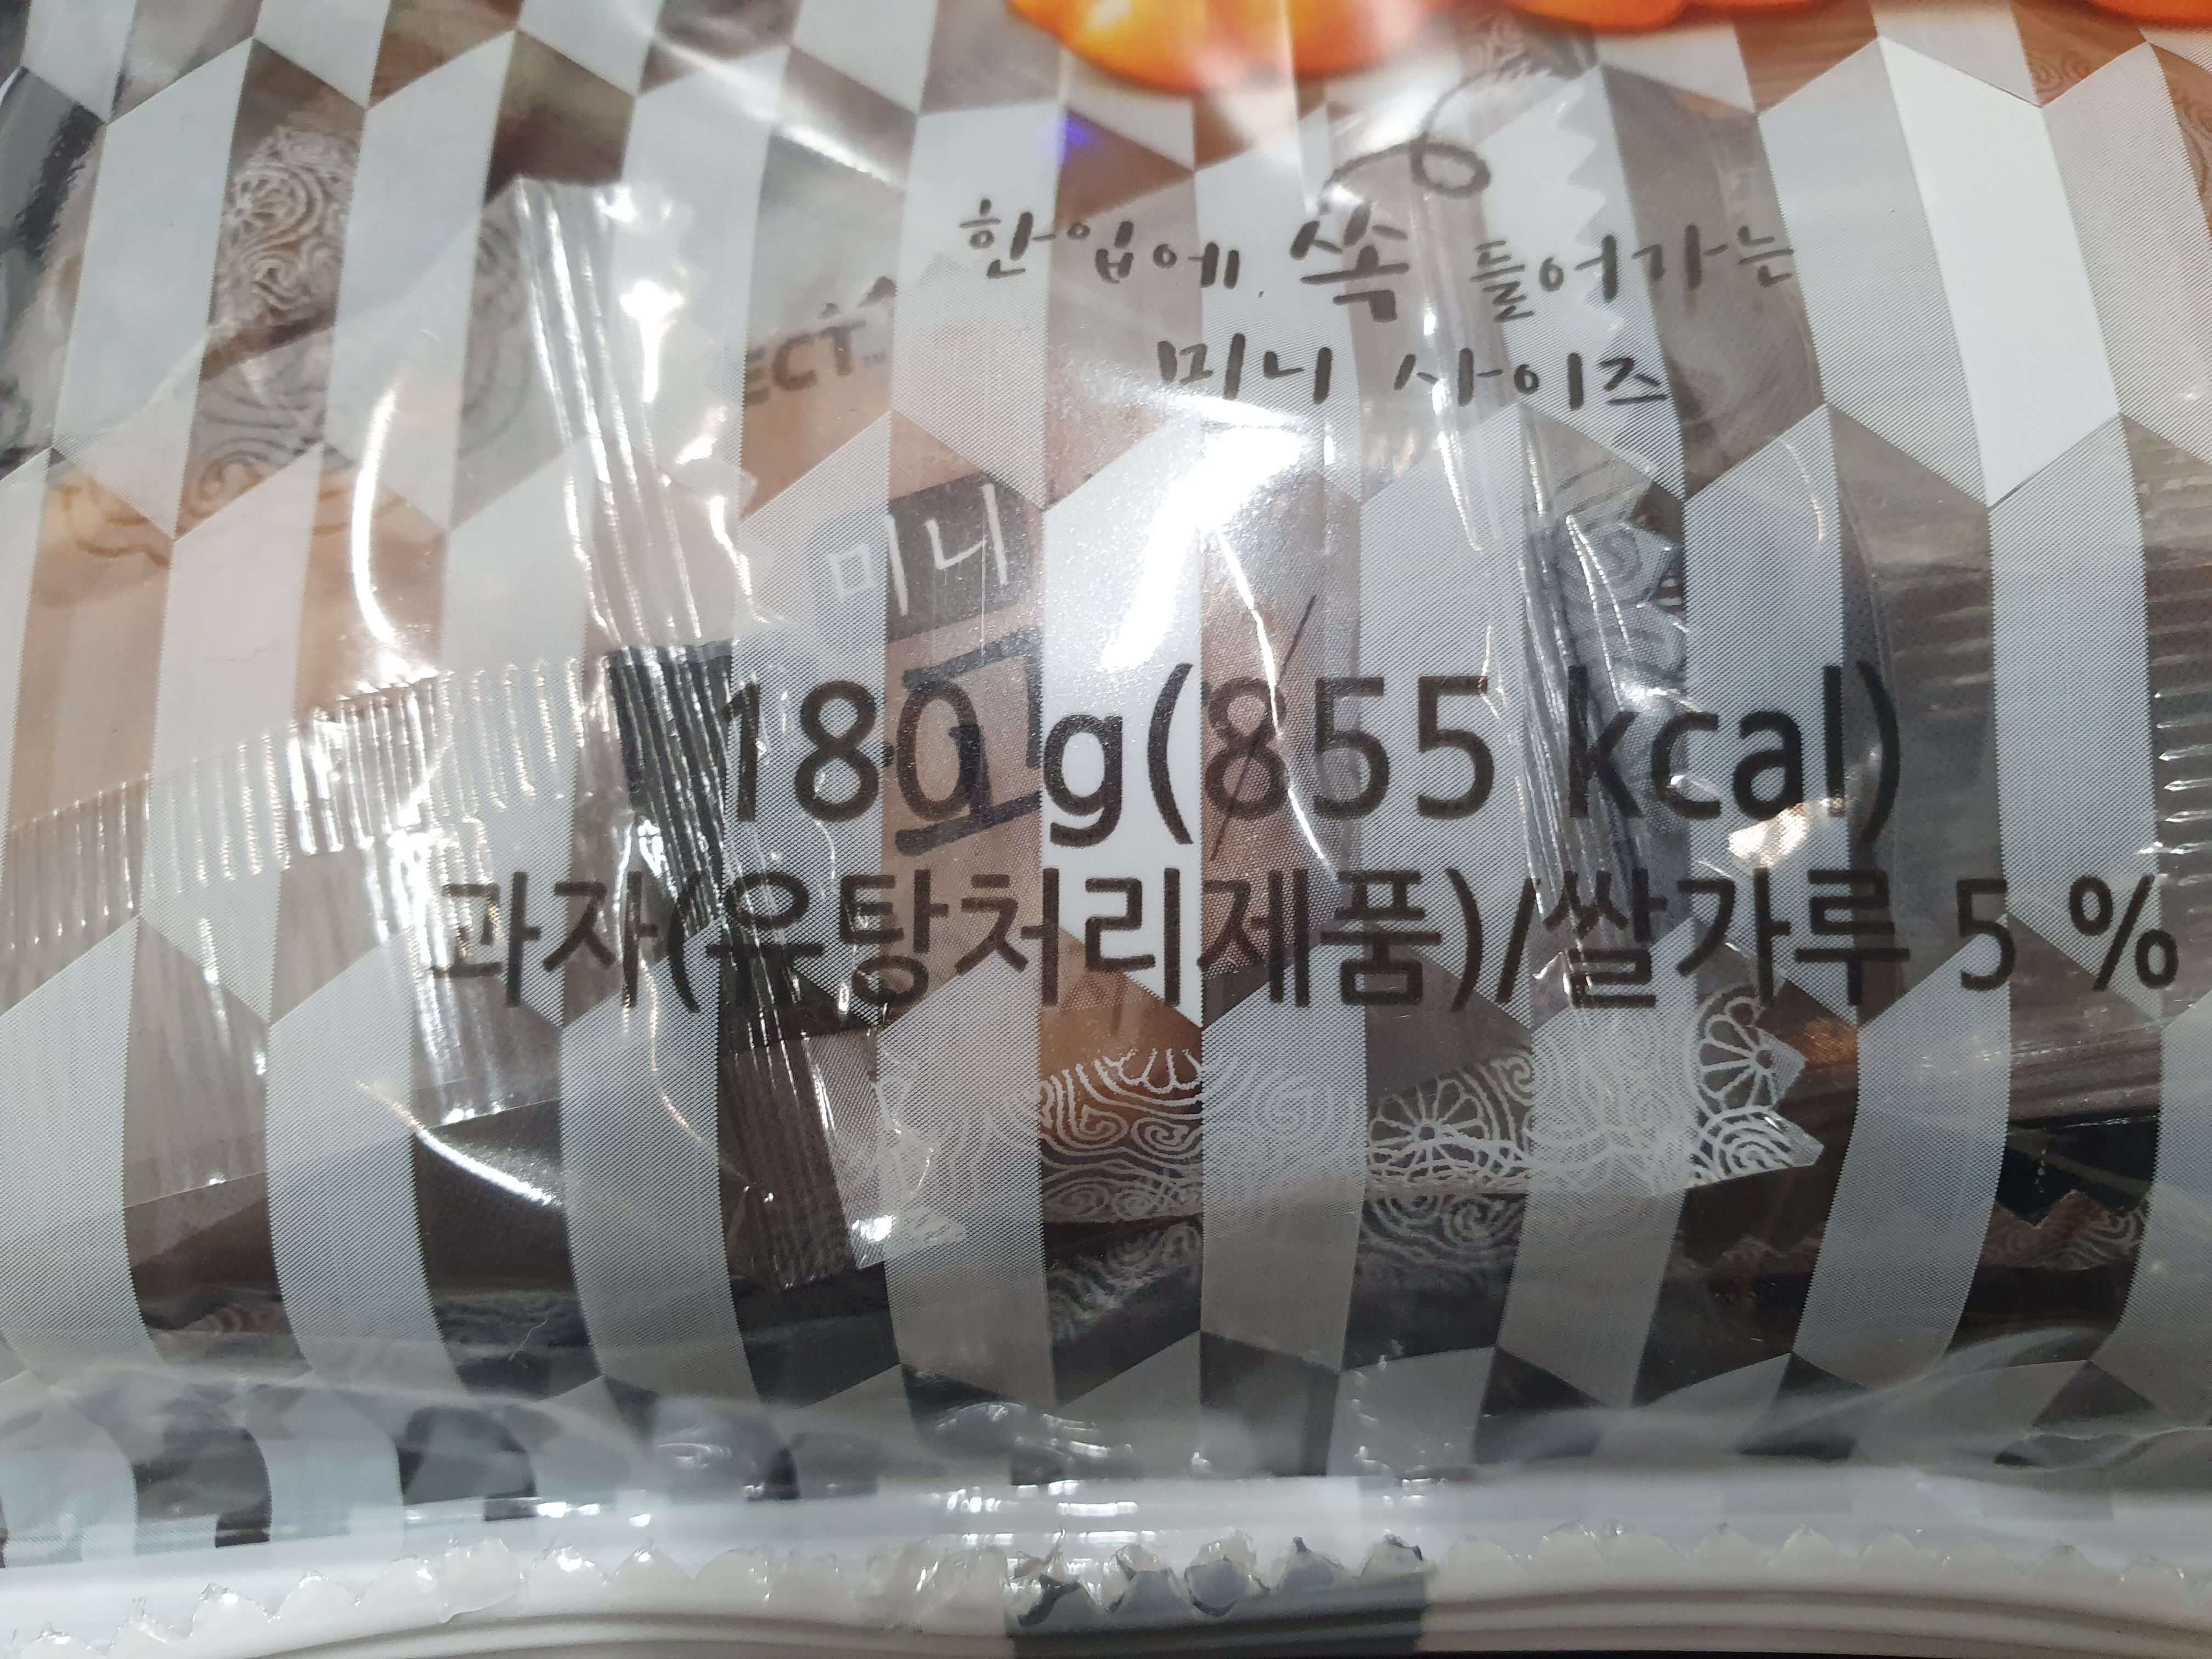 한입에 쏙 들어가는
미니 사이즈
ECT™
미니
180 g(855 kcal)
과자(유탕처리제품)/쌀가루 5 %